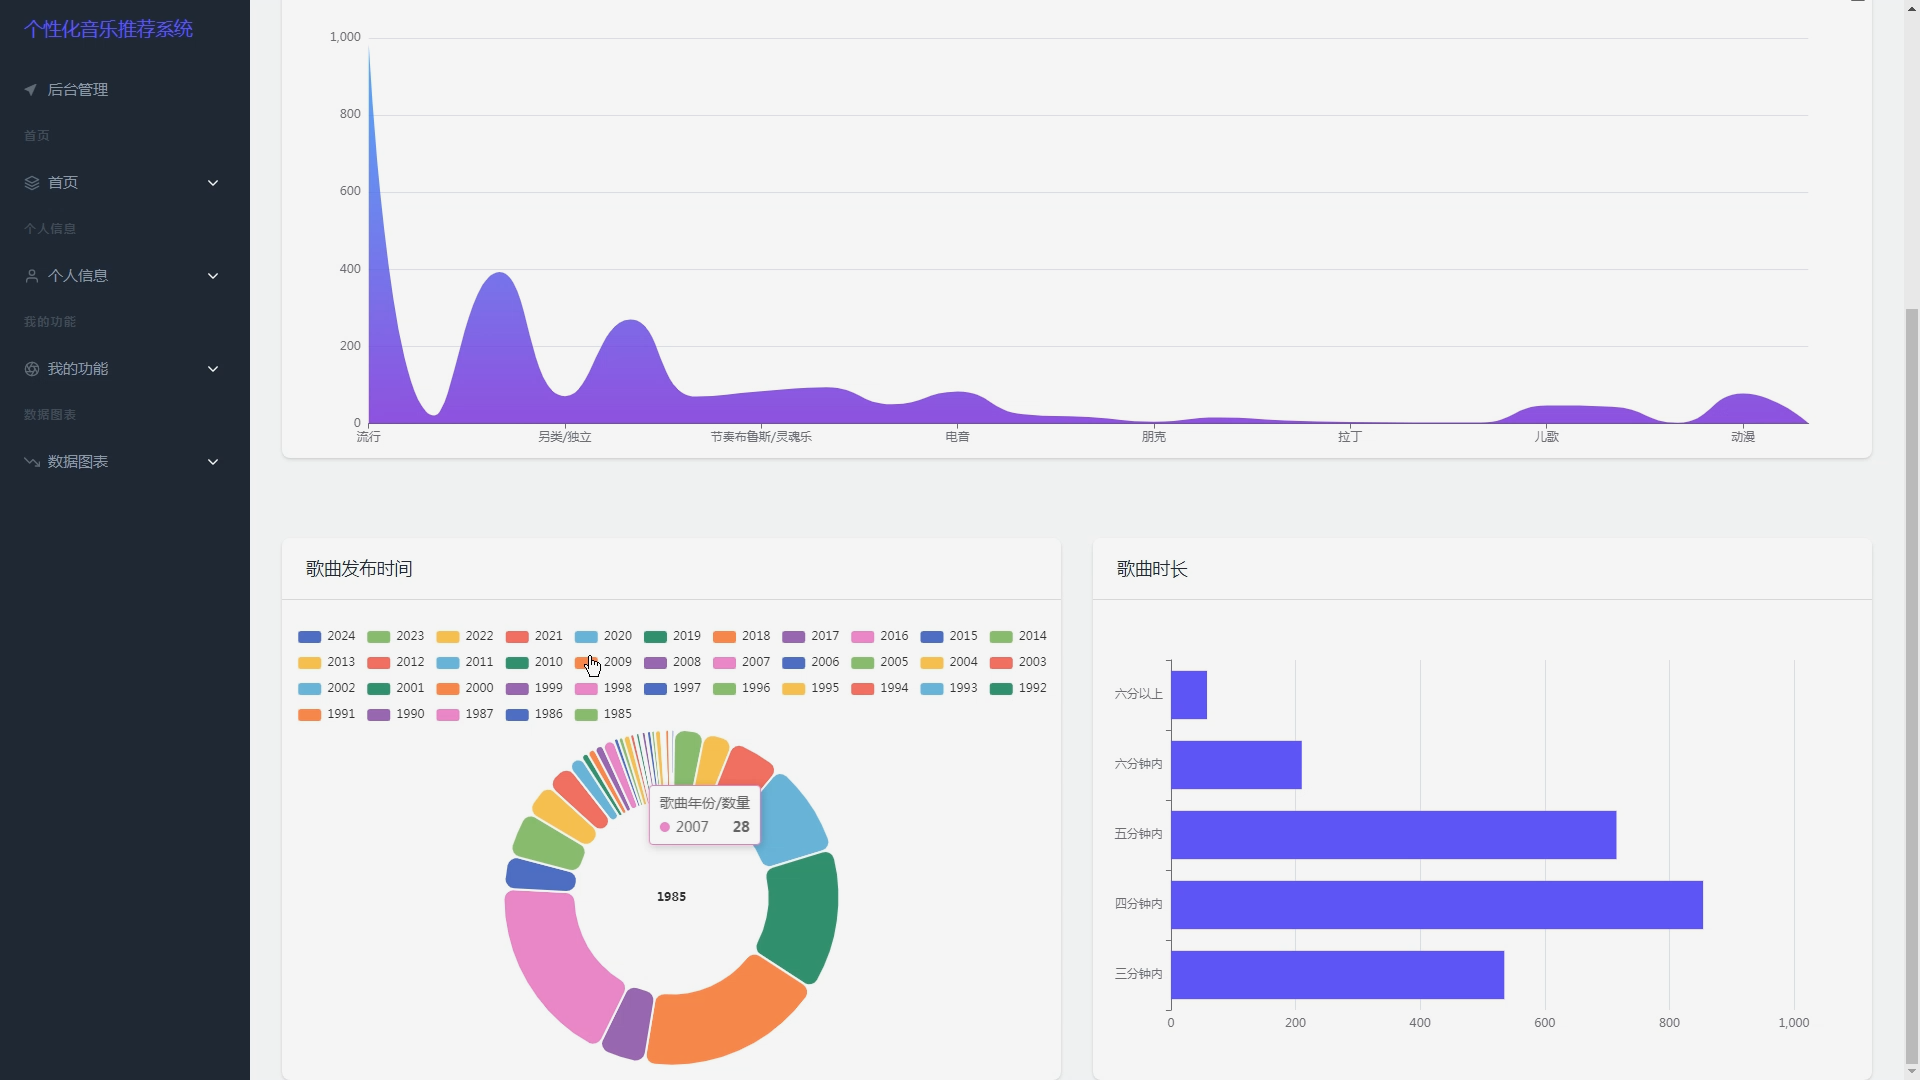 个性化音乐推荐系统
后台管理
首页
首页
个人信息
个人信息
我的功能
我的功能
数据图表
数据图表
1,000
800
600
400
200
0
流行 另类/独立 节奏布鲁斯/灵魂乐 电音 朋克 拉丁 儿歌 动漫
歌曲发布时间
2024 2023 2022 2021 2020 2019 2018 2017 2016 2015 2014
2013 2012 2011 2010 2009 2008 2007 2006 2005 2004 2003
2002 2001 2000 1999 1998 1997 1996 1995 1994 1993 1992
1991 1990 1987 1986 1985
歌曲年份/数量
2007 28
1985
歌曲时长
六分以上
六分钟内
五分钟内
四分钟内
三分钟内
0 200 400 600 800 1,000